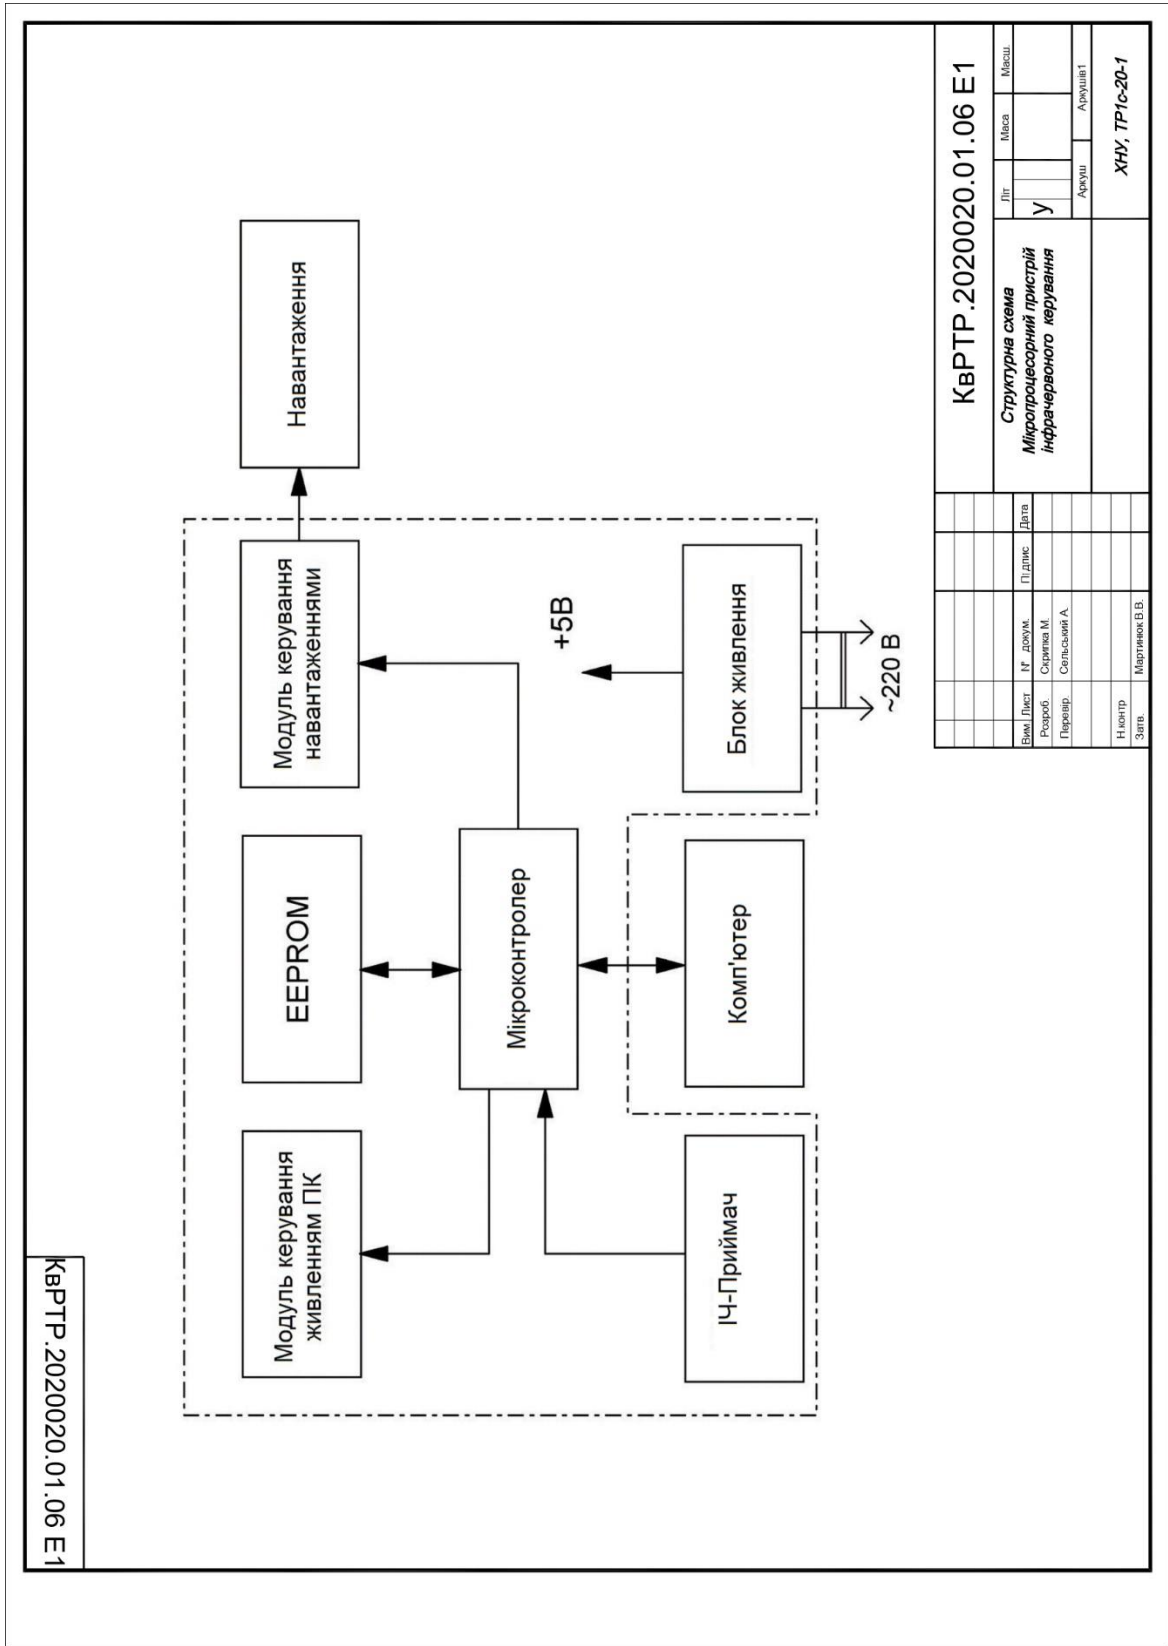 КвРТР.2020020.01.06 Е1
Модуль керування
живленням ПК
EEPROM
Модуль керування
навантаженнями
Навантаження
Мікроконтролер
+5В
ІЧ-Приймач
Комп'ютер
Блок живлення
~220 В
КвРТР.2020020.01.06 Е1
Вим. Лист № докум. Підпис Дата
Розроб. Скрипка М.
Перевір. Сельський А.
Н.контр
Затв. Мартинюк В.В.
Структурна схема
Мікропроцесорний пристрій
інфрачервоного керування
Літ Маса Масш.
У
Аркуш Аркушів1
ХНУ, ТР1с-20-1